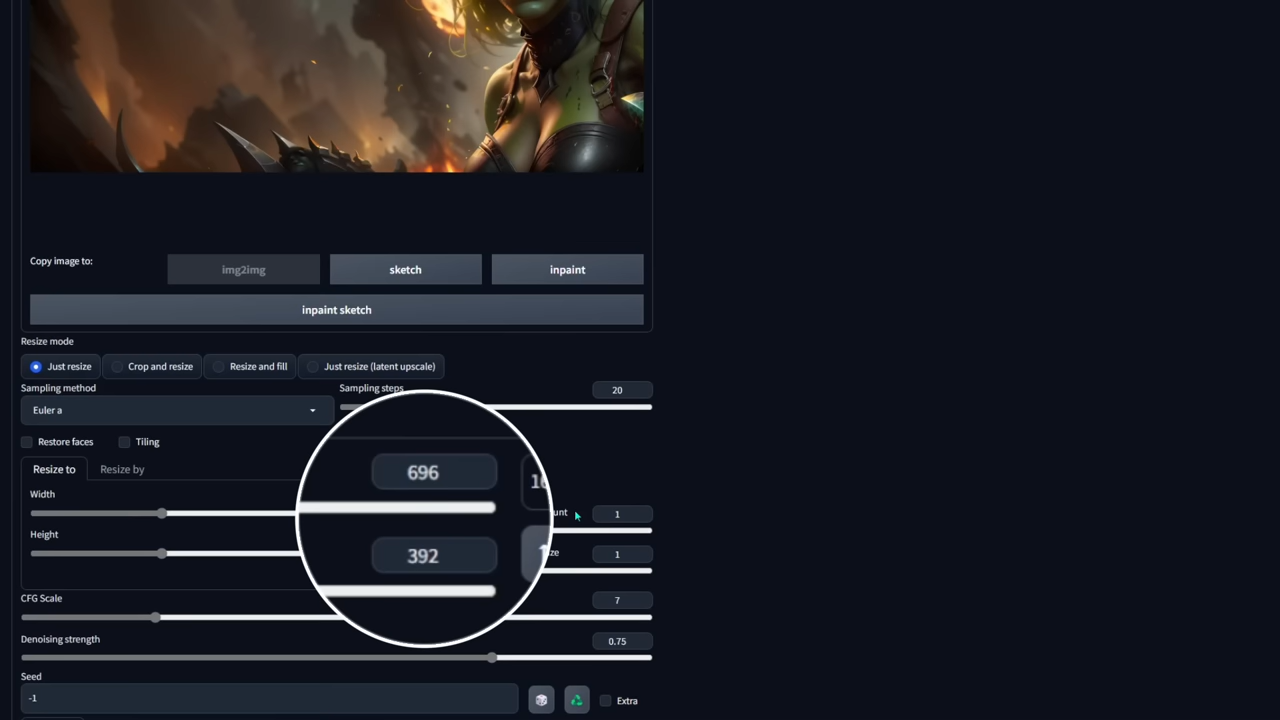 Copy image to:
img2img
sketch
inpaint
inpaint sketch
Resize mode
Just resize
Crop and resize
Resize and fill
Just resize (latent upscale)
Sampling method
Sampling steps
20
Euler a
Restore faces
Tiling
Resize to
Resize by
696
Width
1
392
Height
1
CFG Scale
7
Denoising strength
0.75
Seed
-1
Extra